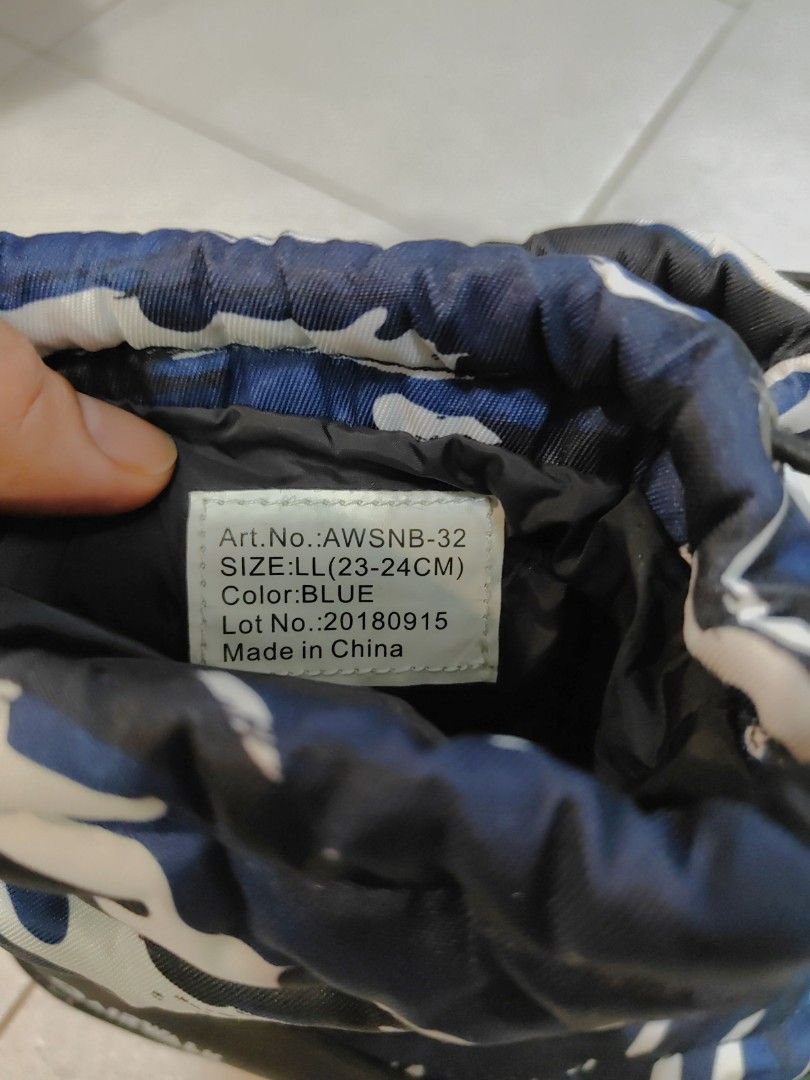 Art.No.:AWSNB-32
SIZE:LL(23-24CM)
Color:BLUE
Lot No.:20180915
Made in China